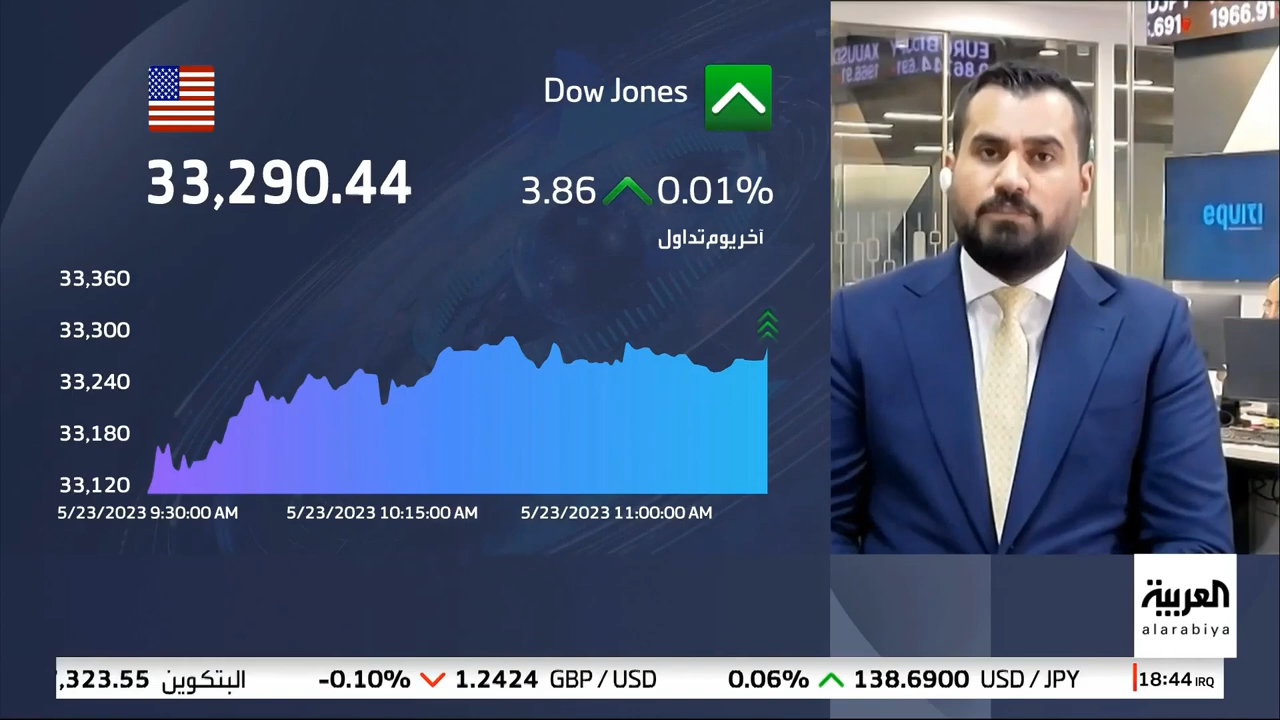 Dow Jones
33,290.44
3.86 0.01%
آخر يوم تداول
33,360
33,300
33,240
33,180
33,120
5/23/2023 9:30:00 AM 5/23/2023 10:15:00 AM 5/23/2023 11:00:00 AM
1966.91
.691
equiti
العربية
alarabiya
,323.55 البتكوين -0.10% 1.2424 GBP / USD 0.06% 138.6900 USD / JPY 18:44 IRQ